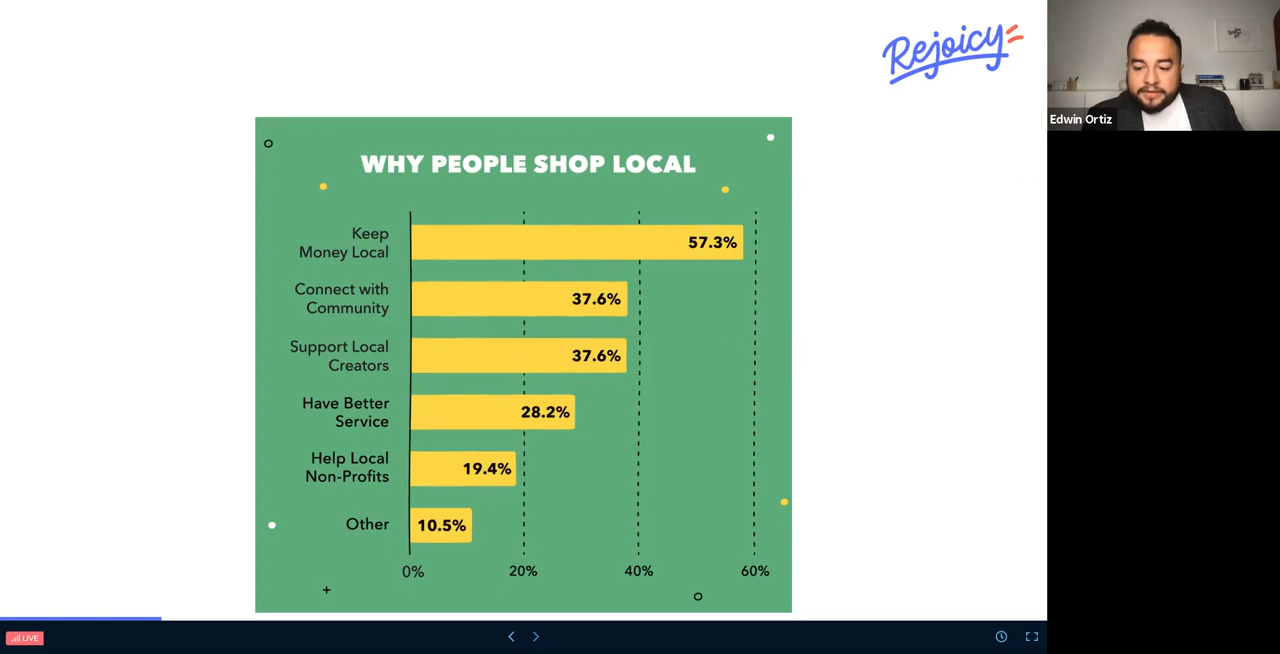 Rejoicy
Edwin Ortiz
WHY PEOPLE SHOP LOCAL
Keep
Money Local
57.3%
Connect with
Community
37.6%
Support Local
Creators
37.6%
Have Better
Service
28.2%
Help Local
Non-Profits
19.4%
Other
10.5%
0% 20% 40% 60%
LIVE